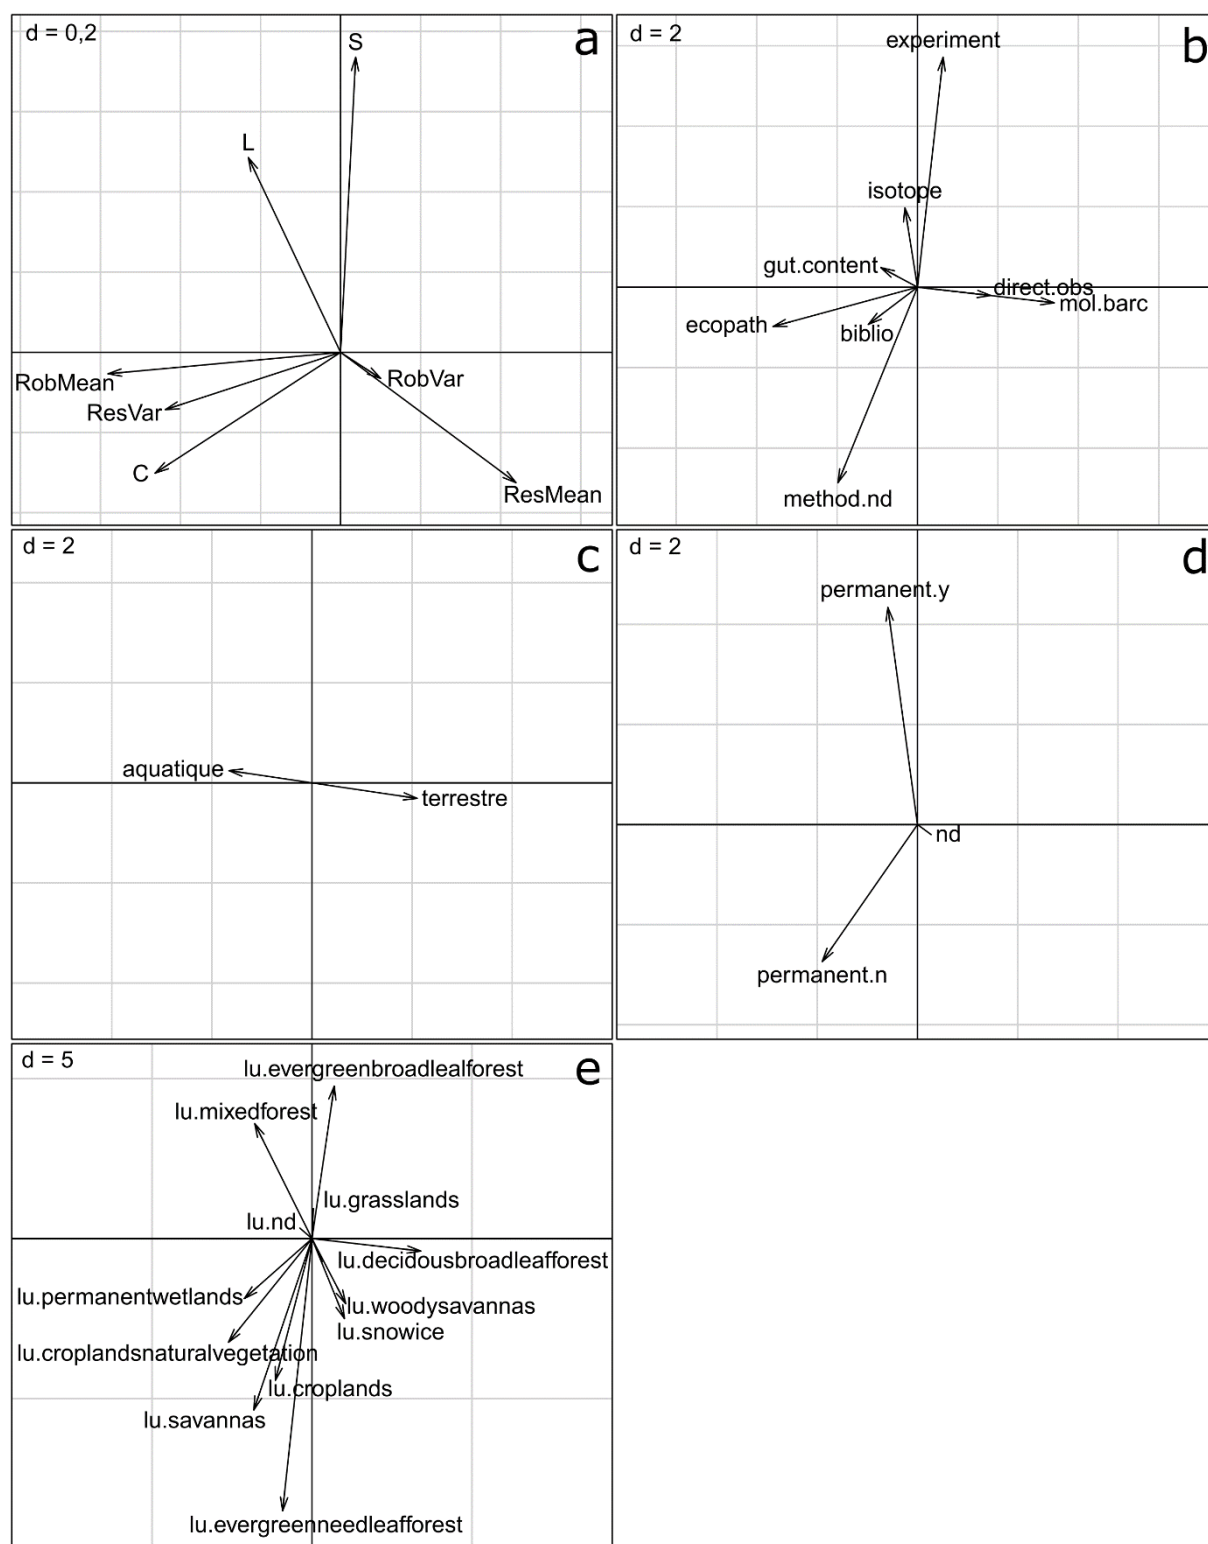 d = 0,2
a
S
L
RobMean
RobVar
ResVar
C
ResMean
d = 2
b
experiment
isotope
gut.content
direct.obs
mol.barc
ecopath
biblio
method.nd
d = 2
c
aquatique
terrestre
d = 2
d
permanent.y
nd
permanent.n
d = 5
e
lu.evergreenbroadlealforest
lu.mixedforest
lu.grasslands
lu.nd
lu.decidousbroadleafforest
lu.permanentwetlands
lu.woodysavannas
lu.snowice
lu.croplandsnaturalvegetation
lu.croplands
lu.savannas
lu.evergreenneedleafforest